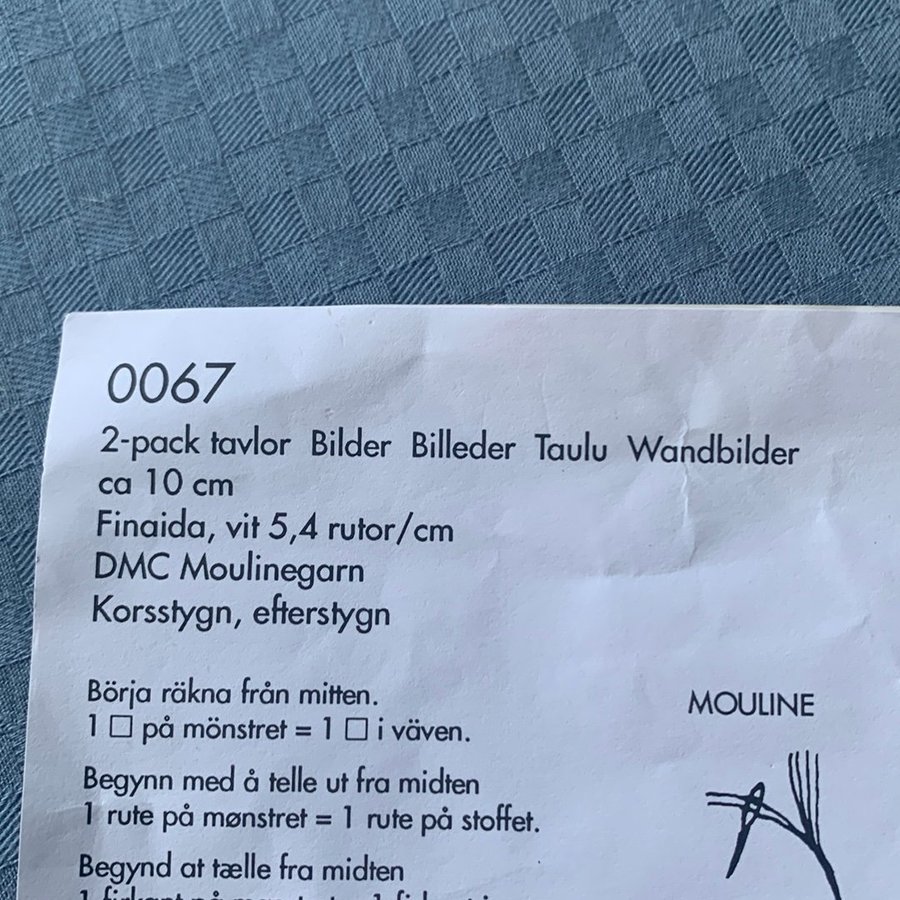 0067
2-pack tavlor Bilder Billeder Taulu Wandbilder
ca 10 cm
Finaida, vit 5,4 rutor/cm
DMC Moulinegarn
Korsstygn, efterstygn
Börja räkna från mitten.
1 □ på mönstret = 1 □ i väven.
MOULINE
Begynn med å telle ut fra midten
1 rute på mønstret = 1 rute på stoffet.
Begynd at tælle fra midten